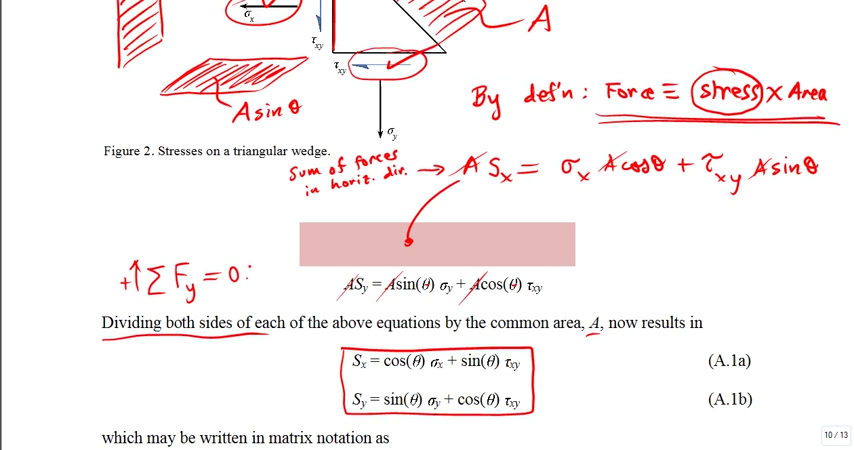 σx
τxy
A
τxy
A sin θ
By def'n : Force ≡ stress x Area
σy
Figure 2. Stresses on a triangular wedge.
Sum of forces
in horiz. dir. → A Sx = σx A cosθ + τxy A sinθ
+↑ Σ Fy = 0 :
ASy = Asin(θ) σy + Acos(θ) τxy
Dividing both sides of each of the above equations by the common area, A, now results in
Sx = cos(θ) σx + sin(θ) τxy (A.1a)
Sy = sin(θ) σy + cos(θ) τxy (A.1b)
10 / 13
which may be written in matrix notation as